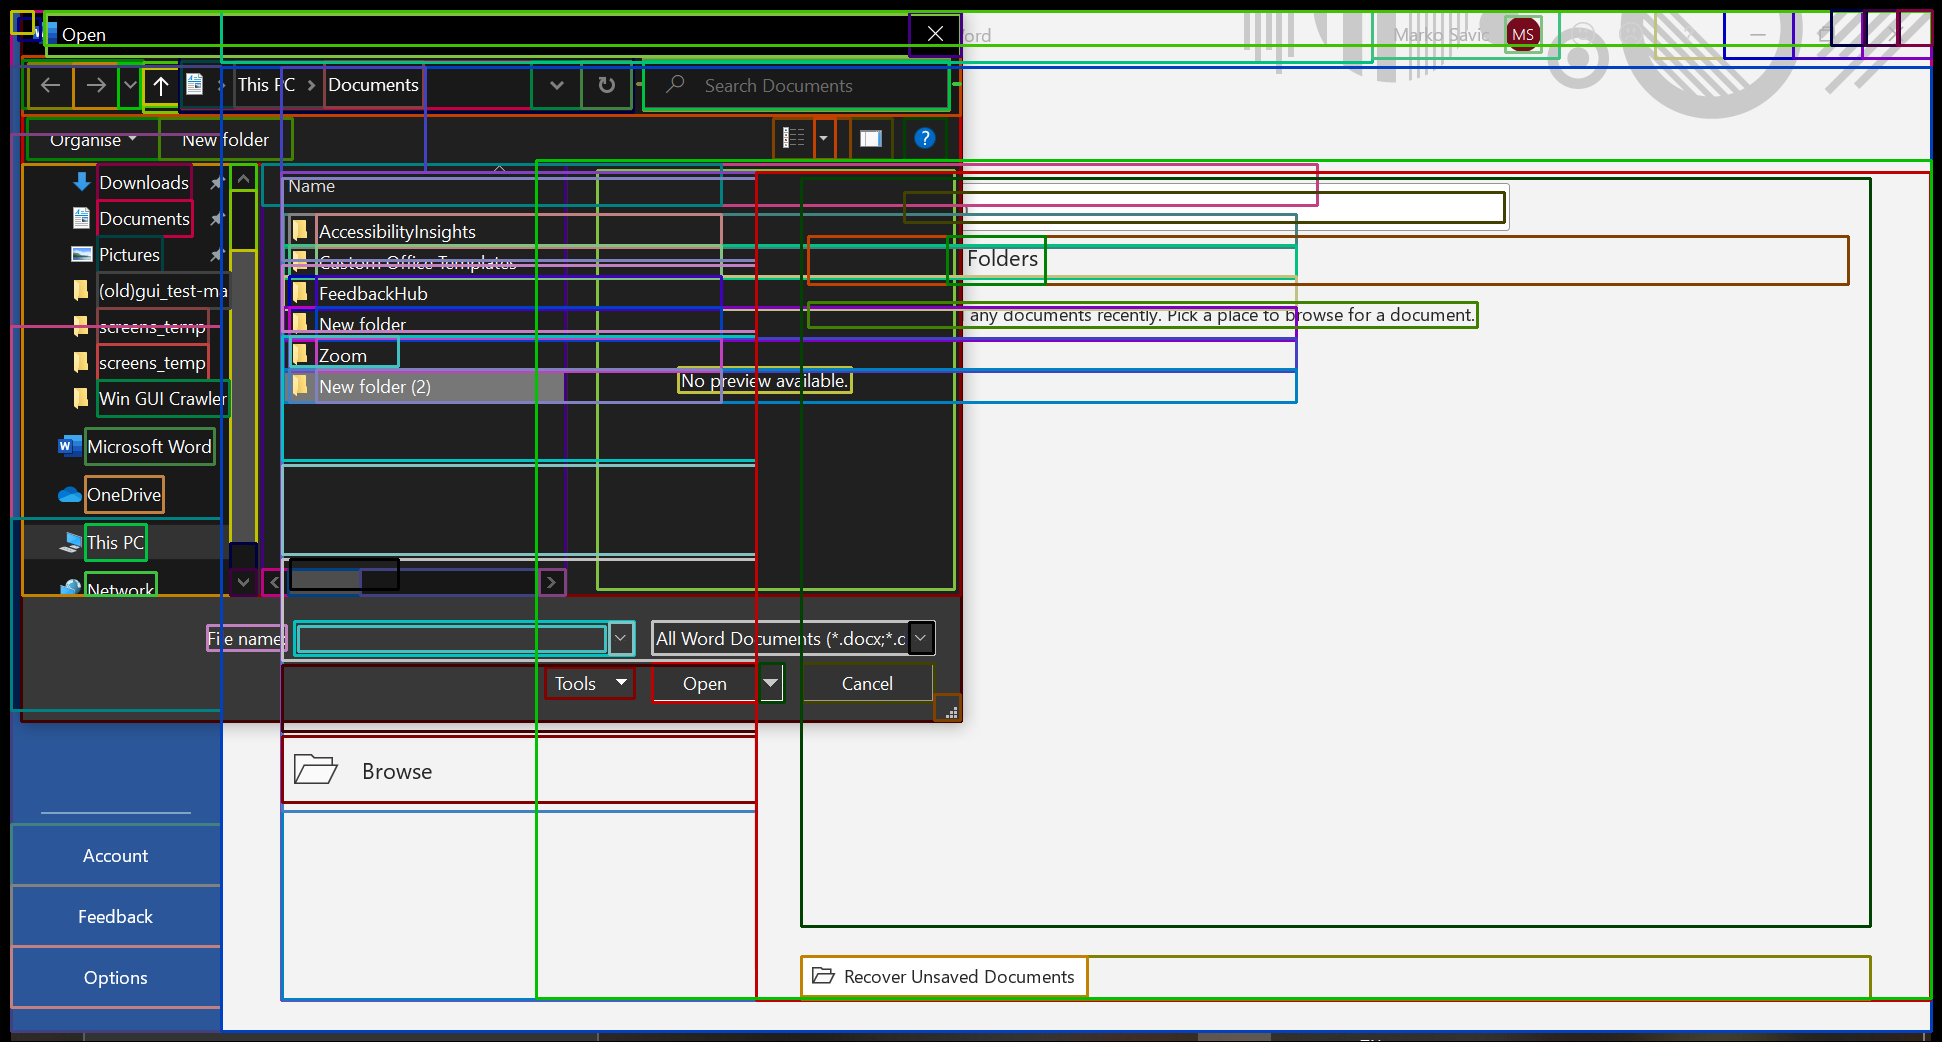 Open
ord
Marko Savic
MS
This PC
Documents
Search Documents
Organise
New folder
Downloads
Documents
Pictures
(old)gui_test-ma
screens_temp
screens_temp
Win GUI Crawler
Microsoft Word
OneDrive
This PC
Network
Name
AccessibilityInsights
Custom Office Templates
FeedbackHub
New folder
Zoom
New folder (2)
No preview available.
Folders
any documents recently. Pick a place to browse for a document.
File name:
All Word Documents (*.docx;*.d
Tools
Open
Cancel
Browse
Account
Feedback
Options
Recover Unsaved Documents